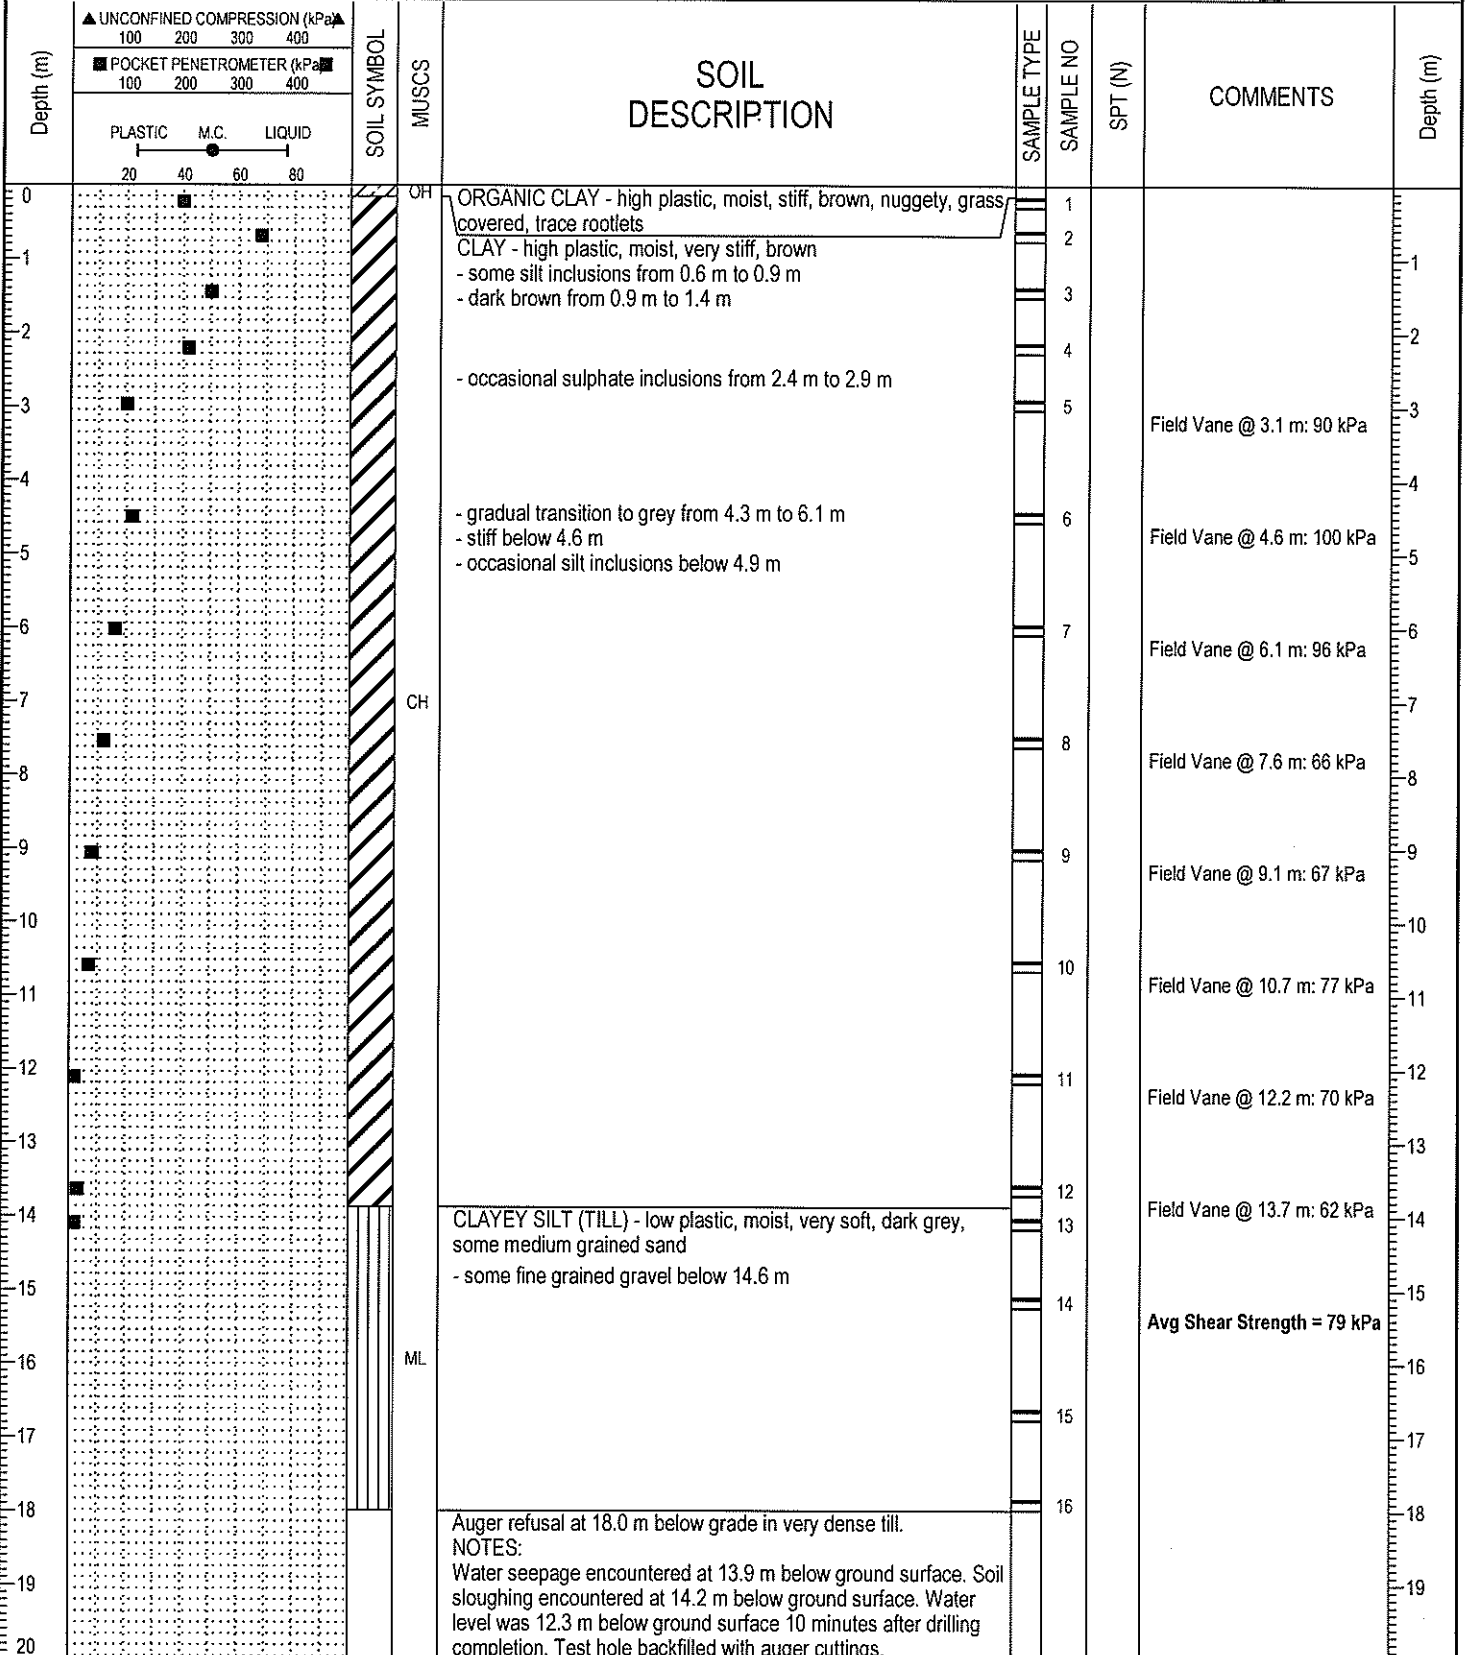 Depth (m)
▲ UNCONFINED COMPRESSION (kPa)▲
100 200 300 400
■ POCKET PENETROMETER (kPa)■
100 200 300 400
PLASTIC M.C. LIQUID
20 40 60 80
SOIL SYMBOL
MUSCS
SOIL
DESCRIPTION
SAMPLE TYPE
SAMPLE NO
SPT (N)
COMMENTS
Depth (m)
0
OH
ORGANIC CLAY - high plastic, moist, stiff, brown, nuggety, grass
1
covered, trace rootlets
2
CLAY - high plastic, moist, very stiff, brown
1
- some silt inclusions from 0.6 m to 0.9 m
1
- dark brown from 0.9 m to 1.4 m
3
2
2
4
- occasional sulphate inclusions from 2.4 m to 2.9 m
3
5
3
Field Vane @ 3.1 m: 90 kPa
4
4
- gradual transition to grey from 4.3 m to 6.1 m
6
- stiff below 4.6 m
Field Vane @ 4.6 m: 100 kPa
5
5
- occasional silt inclusions below 4.9 m
6
7
6
Field Vane @ 6.1 m: 96 kPa
7
CH
7
8
Field Vane @ 7.6 m: 66 kPa
8
8
9
9
9
Field Vane @ 9.1 m: 67 kPa
10
10
10
Field Vane @ 10.7 m: 77 kPa
11
11
12
11
12
Field Vane @ 12.2 m: 70 kPa
13
13
12
Field Vane @ 13.7 m: 62 kPa
14
CLAYEY SILT (TILL) - low plastic, moist, very soft, dark grey,
13
14
some medium grained sand
- some fine grained gravel below 14.6 m
15
14
15
Avg Shear Strength = 79 kPa
16
ML
16
15
17
17
18
16
18
Auger refusal at 18.0 m below grade in very dense till.
NOTES:
Water seepage encountered at 13.9 m below ground surface. Soil
19
19
sloughing encountered at 14.2 m below ground surface. Water
level was 12.3 m below ground surface 10 minutes after drilling
20
completion. Test hole backfilled with auger cuttings.